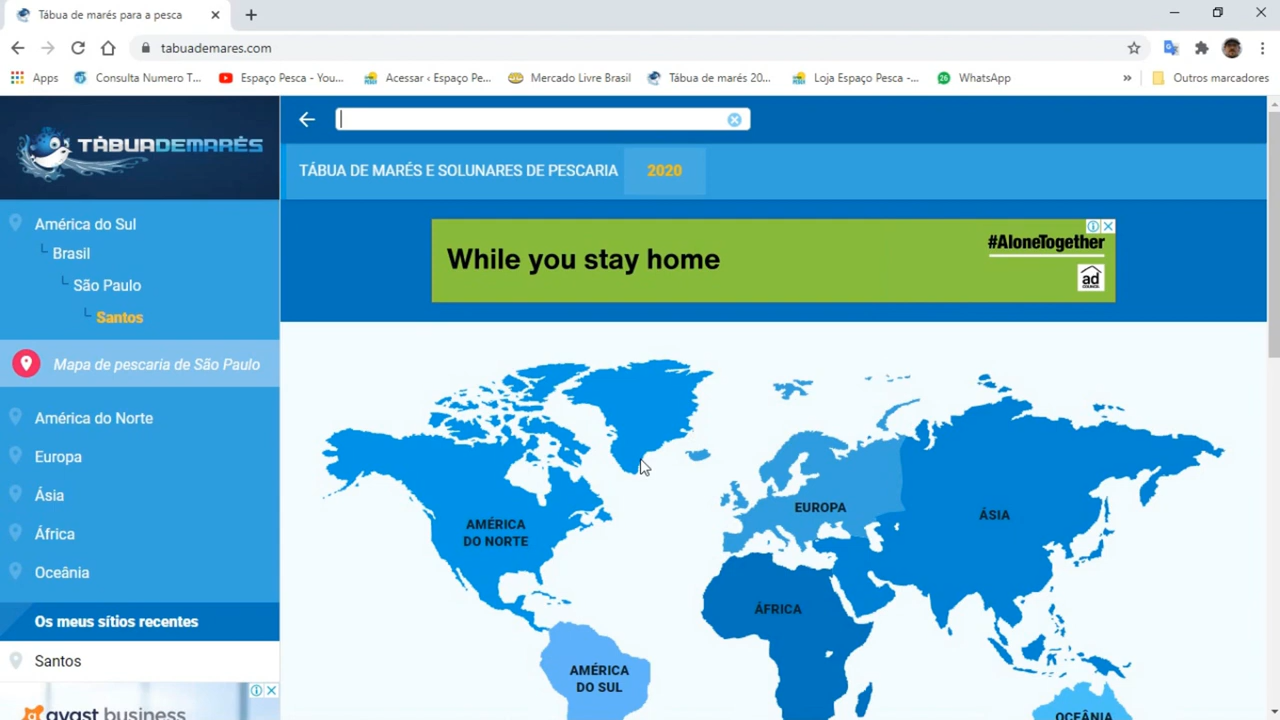 Tábua de marés para a pesca
tabuademares.com
Apps
Consulta Numero T...
Espaço Pesca - You...
Acessar ‹ Espaço Pe...
Mercado Livre Brasil
Tábua de marés 20...
Loja Espaço Pesca -...
26
WhatsApp
»
Outros marcadores
TÁBUADEMARÉS
TÁBUA DE MARÉS E SOLUNARES DE PESCARIA
2020
América do Sul
Brasil
São Paulo
Santos
Mapa de pescaria de São Paulo
América do Norte
Europa
Ásia
África
Oceânia
Os meus sítios recentes
Santos
avast business
While you stay home
#AloneTogether
ad
COUNCIL
AMÉRICA
DO NORTE
EUROPA
ÁSIA
ÁFRICA
AMÉRICA
DO SUL
OCEÂNIA